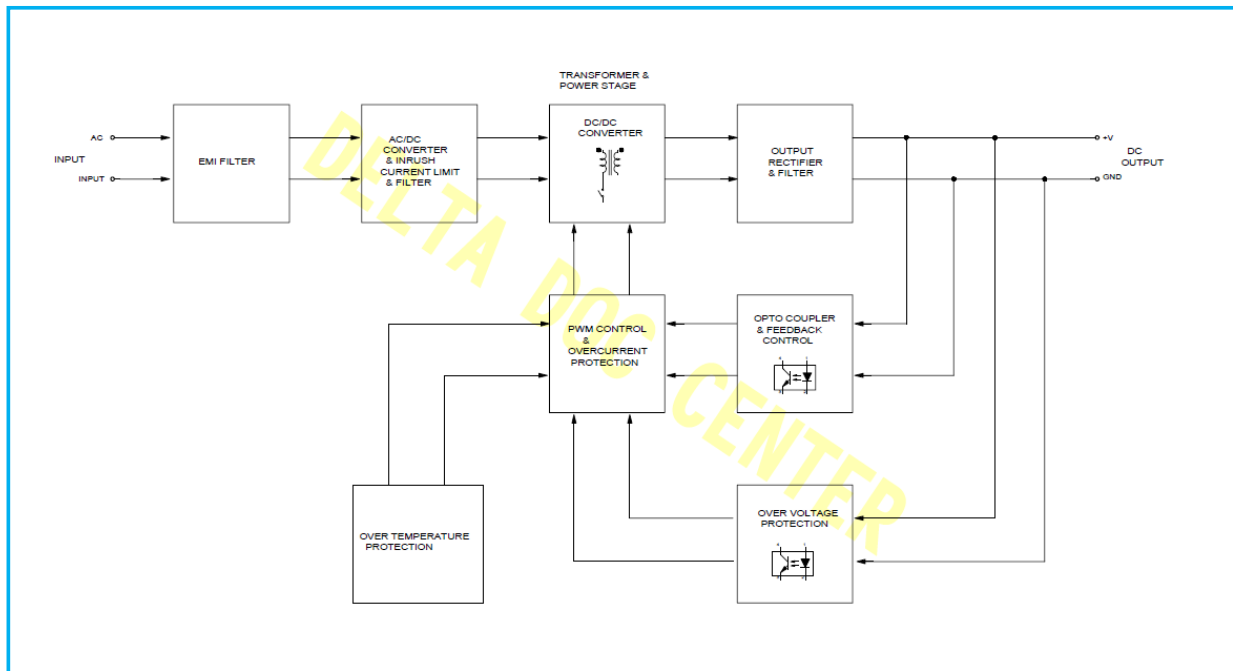 TRANSFORMER &
POWER STAGE
AC
INPUT
INPUT
EMI FILTER
AC/DC
CONVERTER
& INRUSH
CURRENT LIMIT
& FILTER
DC/DC
CONVERTER
OUTPUT
RECTIFIER
& FILTER
+V
DC
OUTPUT
GND
PWM CONTROL
&
OVERCURRENT
PROTECTION
OPTO COUPLER
& FEEDBACK
CONTROL
OVER TEMPERATURE
PROTECTION
OVER VOLTAGE
PROTECTION
DELTA DQC CENTER